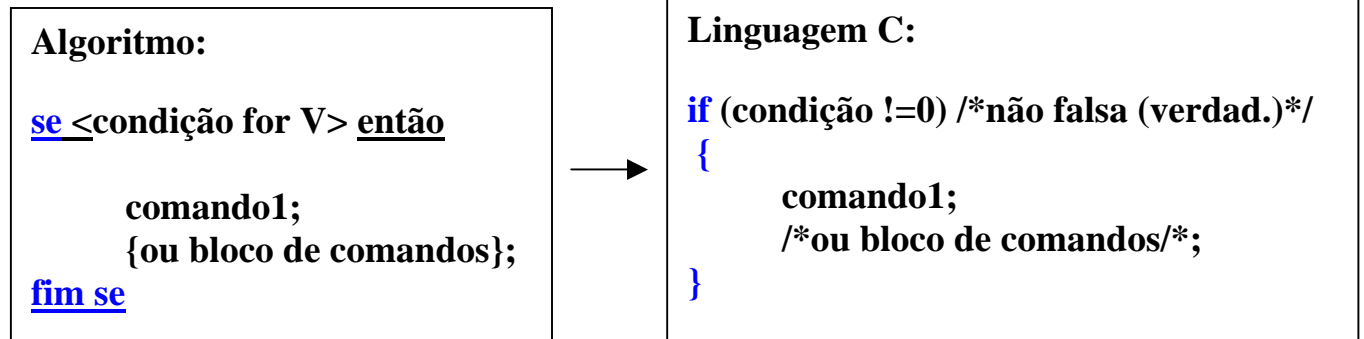 Algoritmo:
se <condição for V> então
comando1;
{ou bloco de comandos};
fim se
Linguagem C:
if (condição !=0) /*não falsa (verdad.)*/
{
comando1;
/*ou bloco de comandos/*;
}